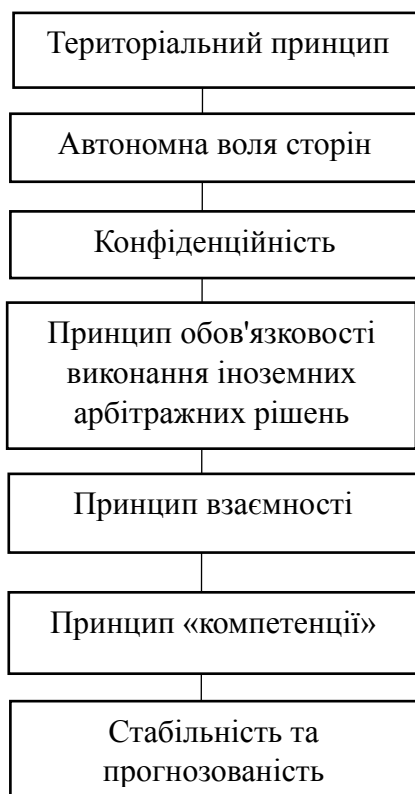 Територіальний принцип
Автономна воля сторін
Конфіденційність
Принцип обов'язковості
виконання іноземних
арбітражних рішень
Принцип взаємності
Принцип «компетенції»
Стабільність та
прогнозованість